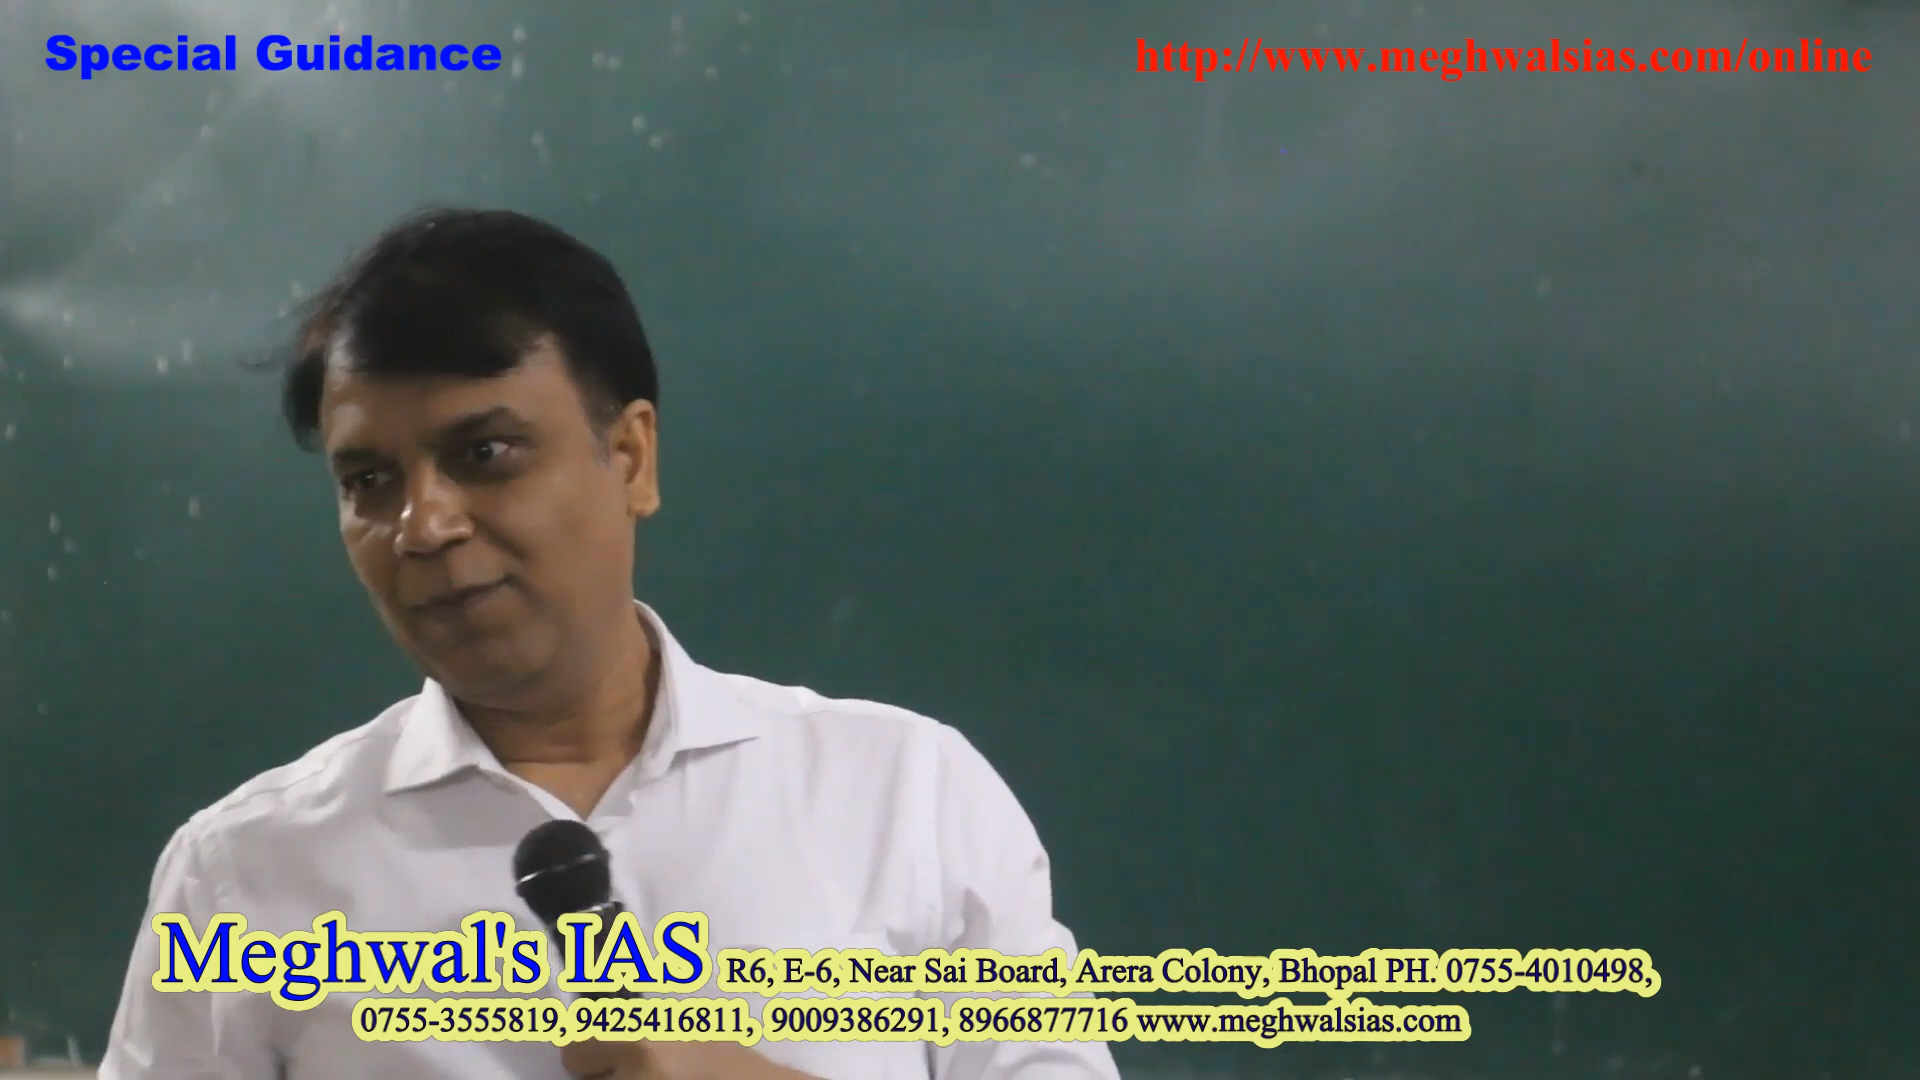 Special Guidance
http://www.meghwalsias.com/online
Meghwal's IAS R6, E-6, Near Sai Board, Arera Colony, Bhopal PH. 0755-4010498,
0755-3555819, 9425416811, 9009386291, 8966877716 www.meghwalsias.com